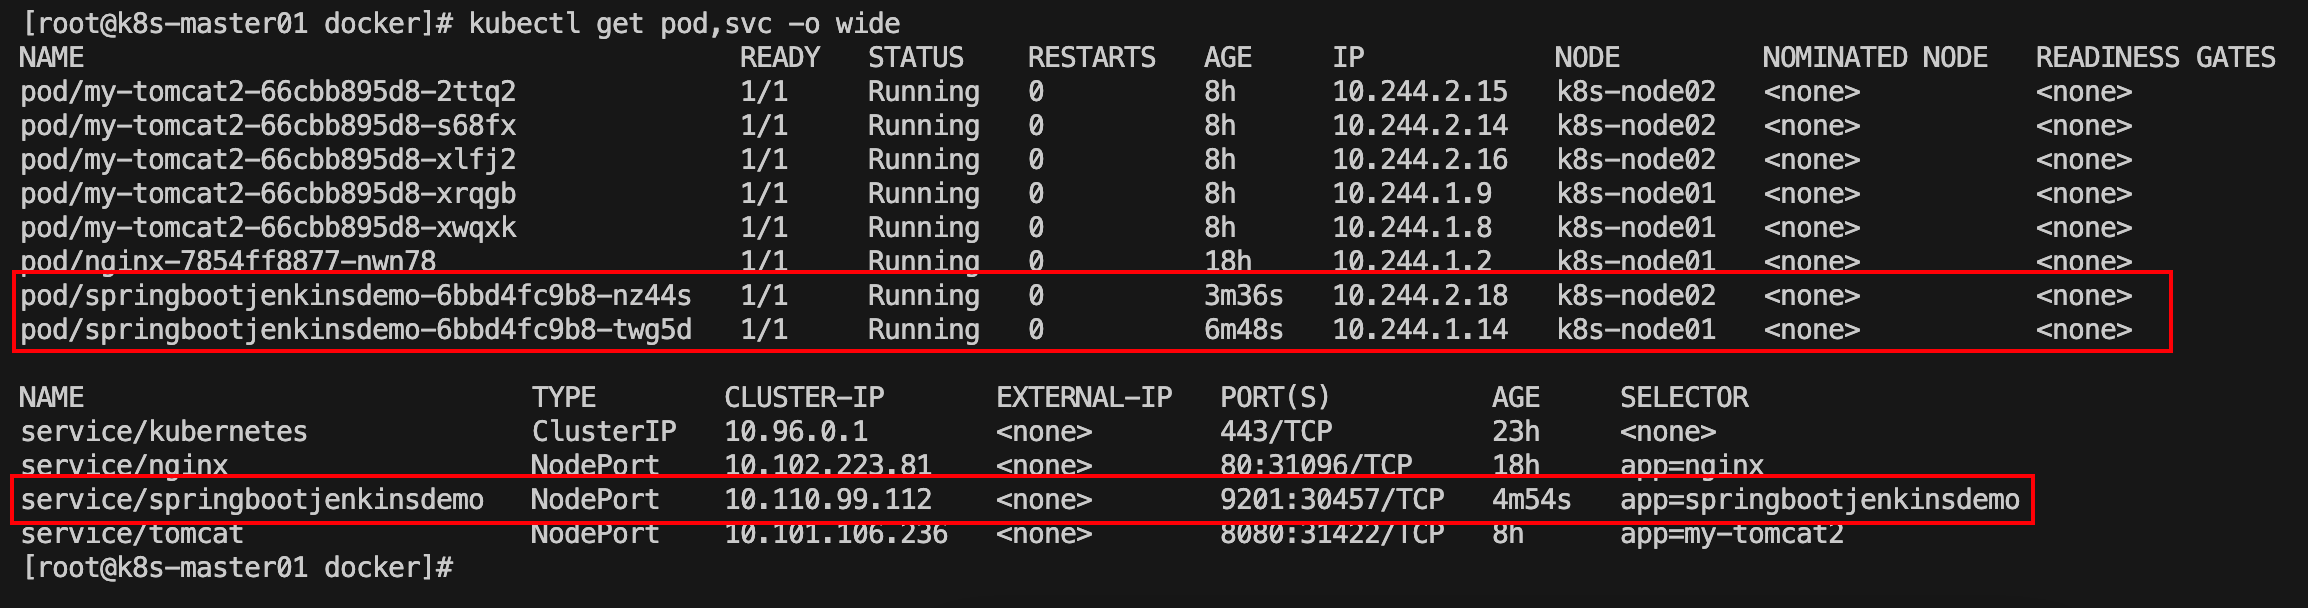 [root@k8s-master01 docker]# kubectl get pod,svc -o wide
NAME READY STATUS RESTARTS AGE IP NODE NOMINATED NODE READINESS GATES
pod/my-tomcat2-66cbb895d8-2ttq2 1/1 Running 0 8h 10.244.2.15 k8s-node02 <none> <none>
pod/my-tomcat2-66cbb895d8-s68fx 1/1 Running 0 8h 10.244.2.14 k8s-node02 <none> <none>
pod/my-tomcat2-66cbb895d8-xlfj2 1/1 Running 0 8h 10.244.2.16 k8s-node02 <none> <none>
pod/my-tomcat2-66cbb895d8-xrqgb 1/1 Running 0 8h 10.244.1.9 k8s-node01 <none> <none>
pod/my-tomcat2-66cbb895d8-xwqxk 1/1 Running 0 8h 10.244.1.8 k8s-node01 <none> <none>
pod/nginx-7854ff8877-nwn78 1/1 Running 0 18h 10.244.1.2 k8s-node01 <none> <none>
pod/springbootjenkinsdemo-6bbd4fc9b8-nz44s 1/1 Running 0 3m36s 10.244.2.18 k8s-node02 <none> <none>
pod/springbootjenkinsdemo-6bbd4fc9b8-twg5d 1/1 Running 0 6m48s 10.244.1.14 k8s-node01 <none> <none>
NAME TYPE CLUSTER-IP EXTERNAL-IP PORT(S) AGE SELECTOR
service/kubernetes ClusterIP 10.96.0.1 <none> 443/TCP 23h <none>
service/nginx NodePort 10.102.223.81 <none> 80:31096/TCP 18h app=nginx
service/springbootjenkinsdemo NodePort 10.110.99.112 <none> 9201:30457/TCP 4m54s app=springbootjenkinsdemo
service/tomcat NodePort 10.101.106.236 <none> 8080:31422/TCP 8h app=my-tomcat2
[root@k8s-master01 docker]#